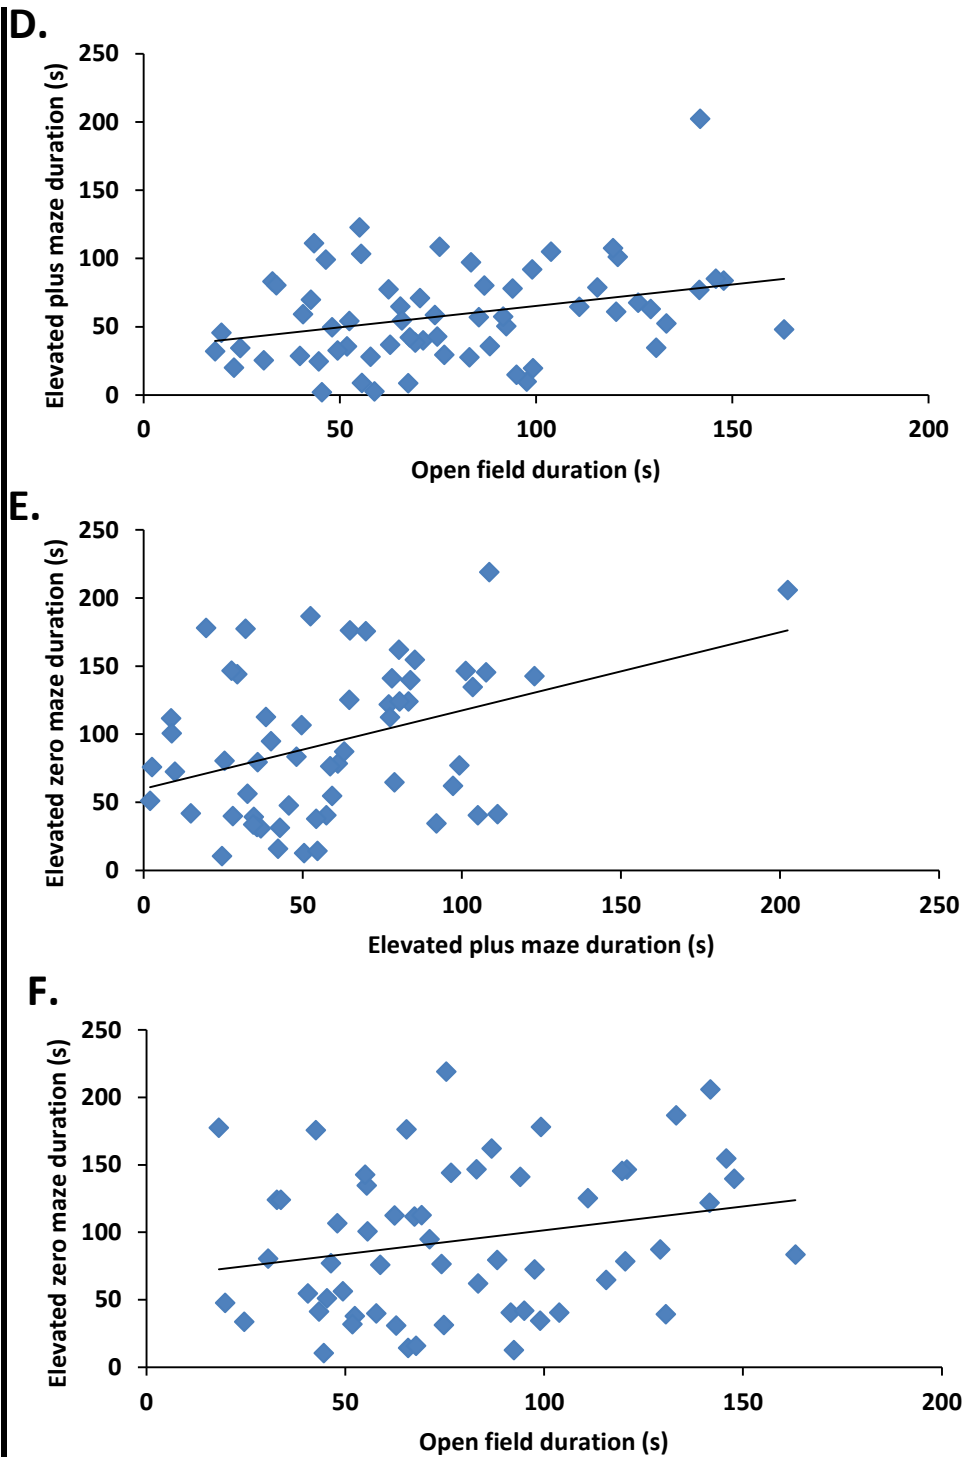 D.
Elevated plus maze duration (s)
250
200
150
100
50
0
0 50 100 150 200
Open field duration (s)
E.
Elevated zero maze duration (s)
250
200
150
100
50
0
0 50 100 150 200 250
Elevated plus maze duration (s)
F.
Elevated zero maze duration (s)
250
200
150
100
50
0
0 50 100 150 200
Open field duration (s)